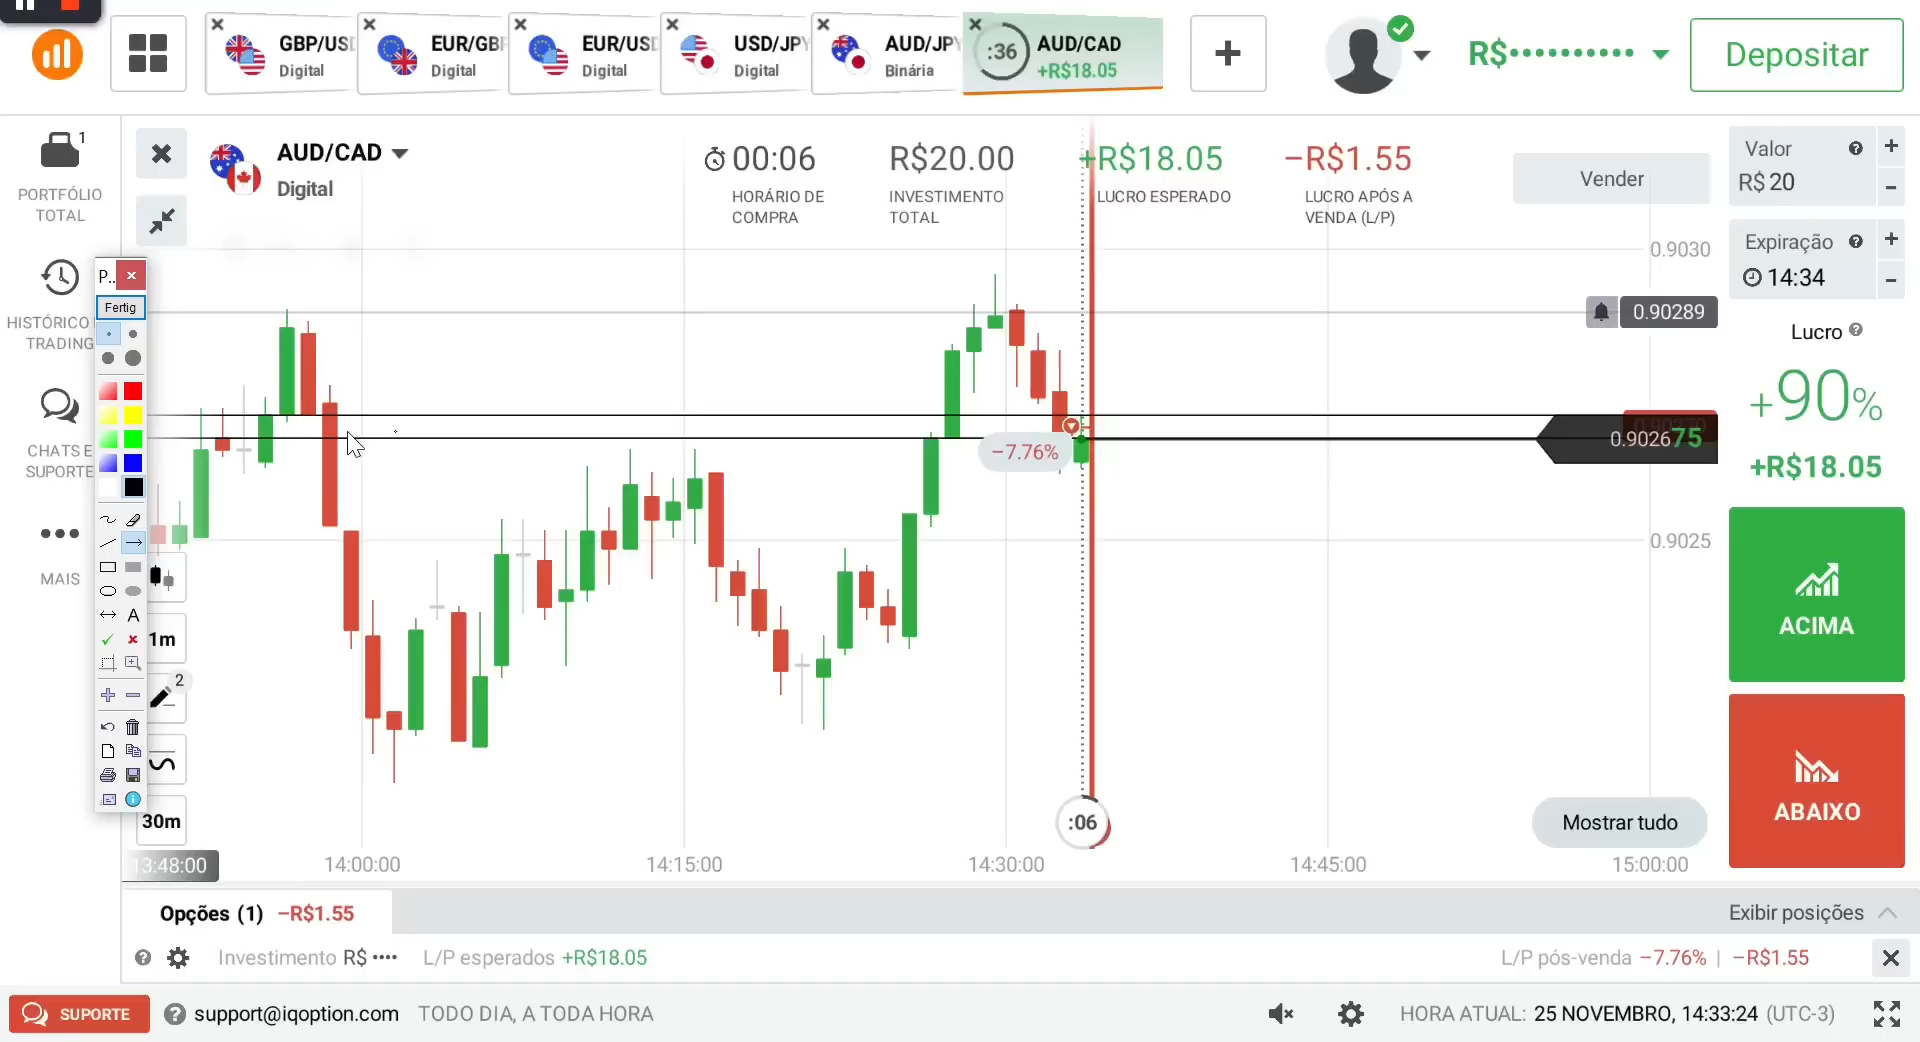 GBP/USD
Digital
EUR/GBP
Digital
EUR/USD
Digital
USD/JPY
Digital
AUD/JPY
Binária
:36
AUD/CAD
+R$18.05
R$
Depositar
AUD/CAD
Digital
00:06
HORÁRIO DE
COMPRA
R$20.00
INVESTIMENTO
TOTAL
+R$18.05
LUCRO ESPERADO
−R$1.55
LUCRO APÓS A
VENDA (L/P)
Vender
Valor
R$ 20
Expiração
14:34
Lucro
+90%
+R$18.05
ACIMA
ABAIXO
1
PORTFÓLIO
TOTAL
HISTÓRICO
TRADING
CHATS E
SUPORTE
MAIS
P..
Fertig
A
1m
2
30m
0.9030
0.90289
0.902675
0.9025
−7.76%
:06
Mostrar tudo
13:48:00
14:00:00
14:15:00
14:30:00
14:45:00
15:00:00
Opções (1) −R$1.55
Exibir posições
Investimento R$ ••••
L/P esperados +R$18.05
L/P pós-venda −7.76% | −R$1.55
SUPORTE
support@iqoption.com
TODO DIA, A TODA HORA
HORA ATUAL: 25 NOVEMBRO, 14:33:24 (UTC-3)